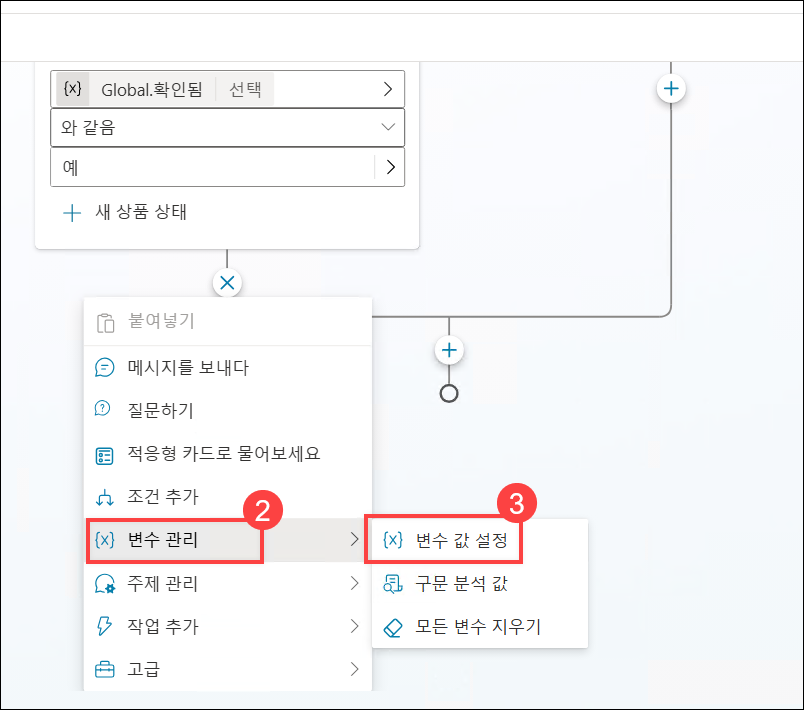 {x} Global.확인됨 선택
와 같음
예
새 상품 상태
붙여넣기
메시지를 보내다
질문하기
적응형 카드로 물어보세요
조건 추가
2
{x} 변수 관리
3
{x} 변수 값 설정
주제 관리
구문 분석 값
작업 추가
모든 변수 지우기
고급